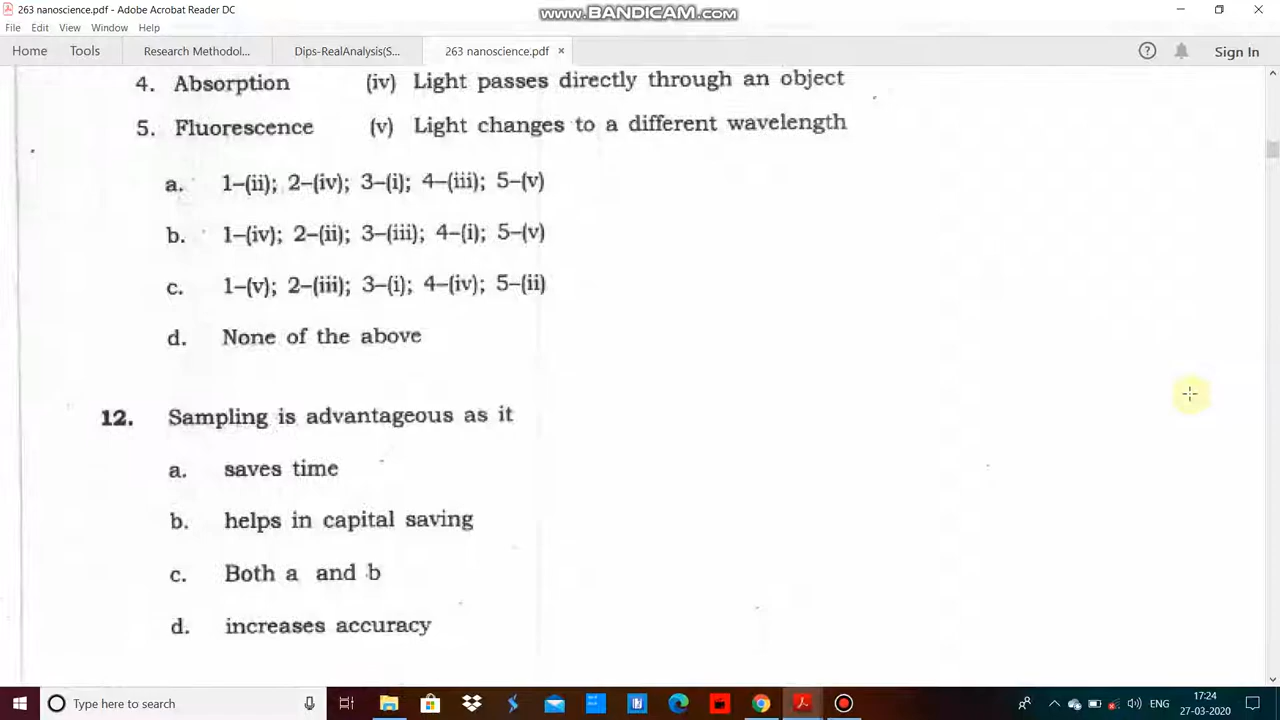 263 nanoscience.pdf - Adobe Acrobat Reader DC
www.BANDICAM.com
File Edit View Window Help
Home Tools Research Methodol... Dips-RealAnalysis(S... 263 nanoscience.pdf × Sign In
4. Absorption (iv) Light passes directly through an object
5. Fluorescence (v) Light changes to a different wavelength
a. 1–(ii); 2–(iv); 3–(i); 4–(iii); 5–(v)
b. 1–(iv); 2–(ii); 3–(iii); 4–(i); 5–(v)
c. 1–(v); 2–(iii); 3–(i); 4–(iv); 5–(ii)
d. None of the above
12. Sampling is advantageous as it
a. saves time
b. helps in capital saving
c. Both a and b
d. increases accuracy
Type here to search
ENG
17:24
27-03-2020